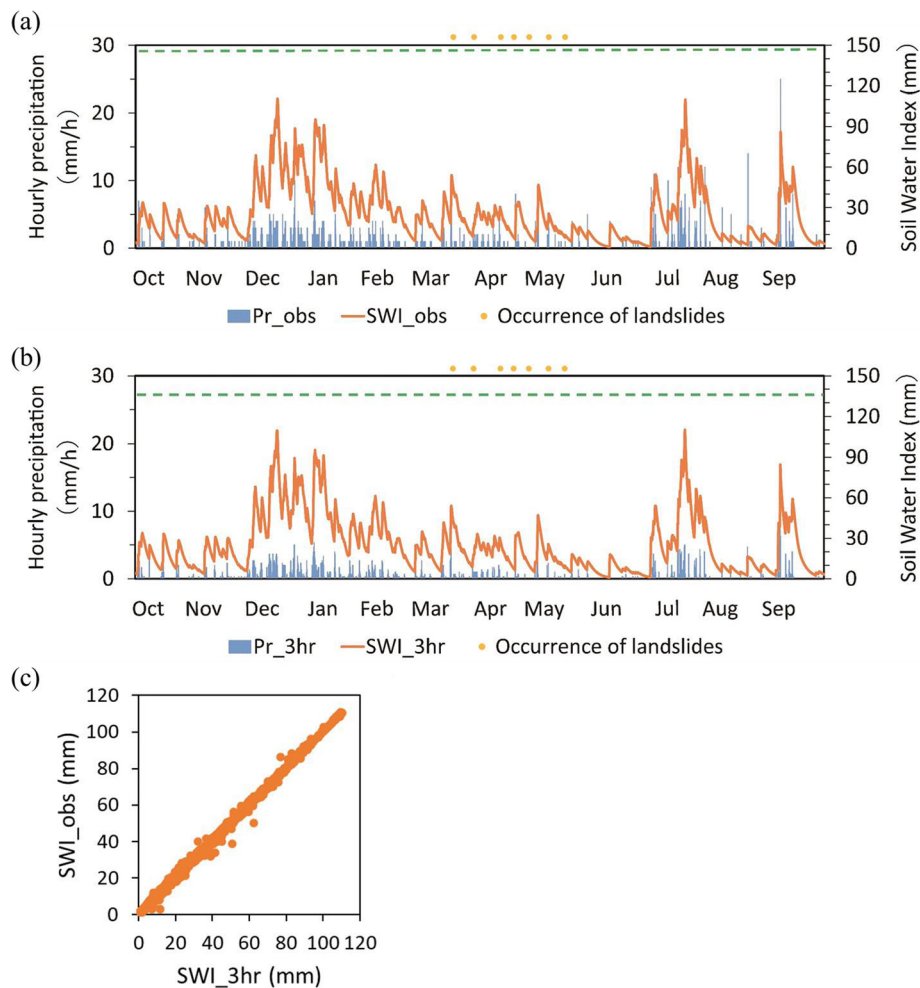 (a)
Hourly precipitation
(mm/h)
30
20
10
0
150
120
90
60
30
0
Soil Water Index (mm)
Oct Nov Dec Jan Feb Mar Apr May Jun Jul Aug Sep
Pr_obs SWI_obs Occurrence of landslides
(b)
Hourly precipitation
(mm/h)
30
20
10
0
150
120
90
60
30
0
Soil Water Index (mm)
Oct Nov Dec Jan Feb Mar Apr May Jun Jul Aug Sep
Pr_3hr SWI_3hr Occurrence of landslides
(c)
SWI_obs (mm)
120
100
80
60
40
20
0
0 20 40 60 80 100 120
SWI_3hr (mm)